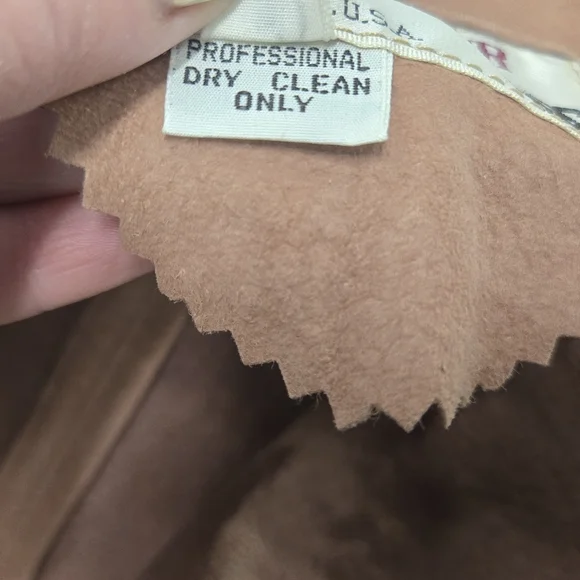 U.S.A.
R
PROFESSIONAL
DRY CLEAN
ONLY